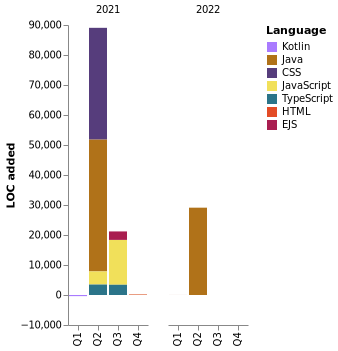 2021
2022
90,000
80,000
70,000
60,000
50,000
40,000
30,000
20,000
10,000
0
−10,000
LOC added
Q1
Q2
Q3
Q4
Q1
Q2
Q3
Q4
Language
Kotlin
Java
CSS
JavaScript
TypeScript
HTML
EJS